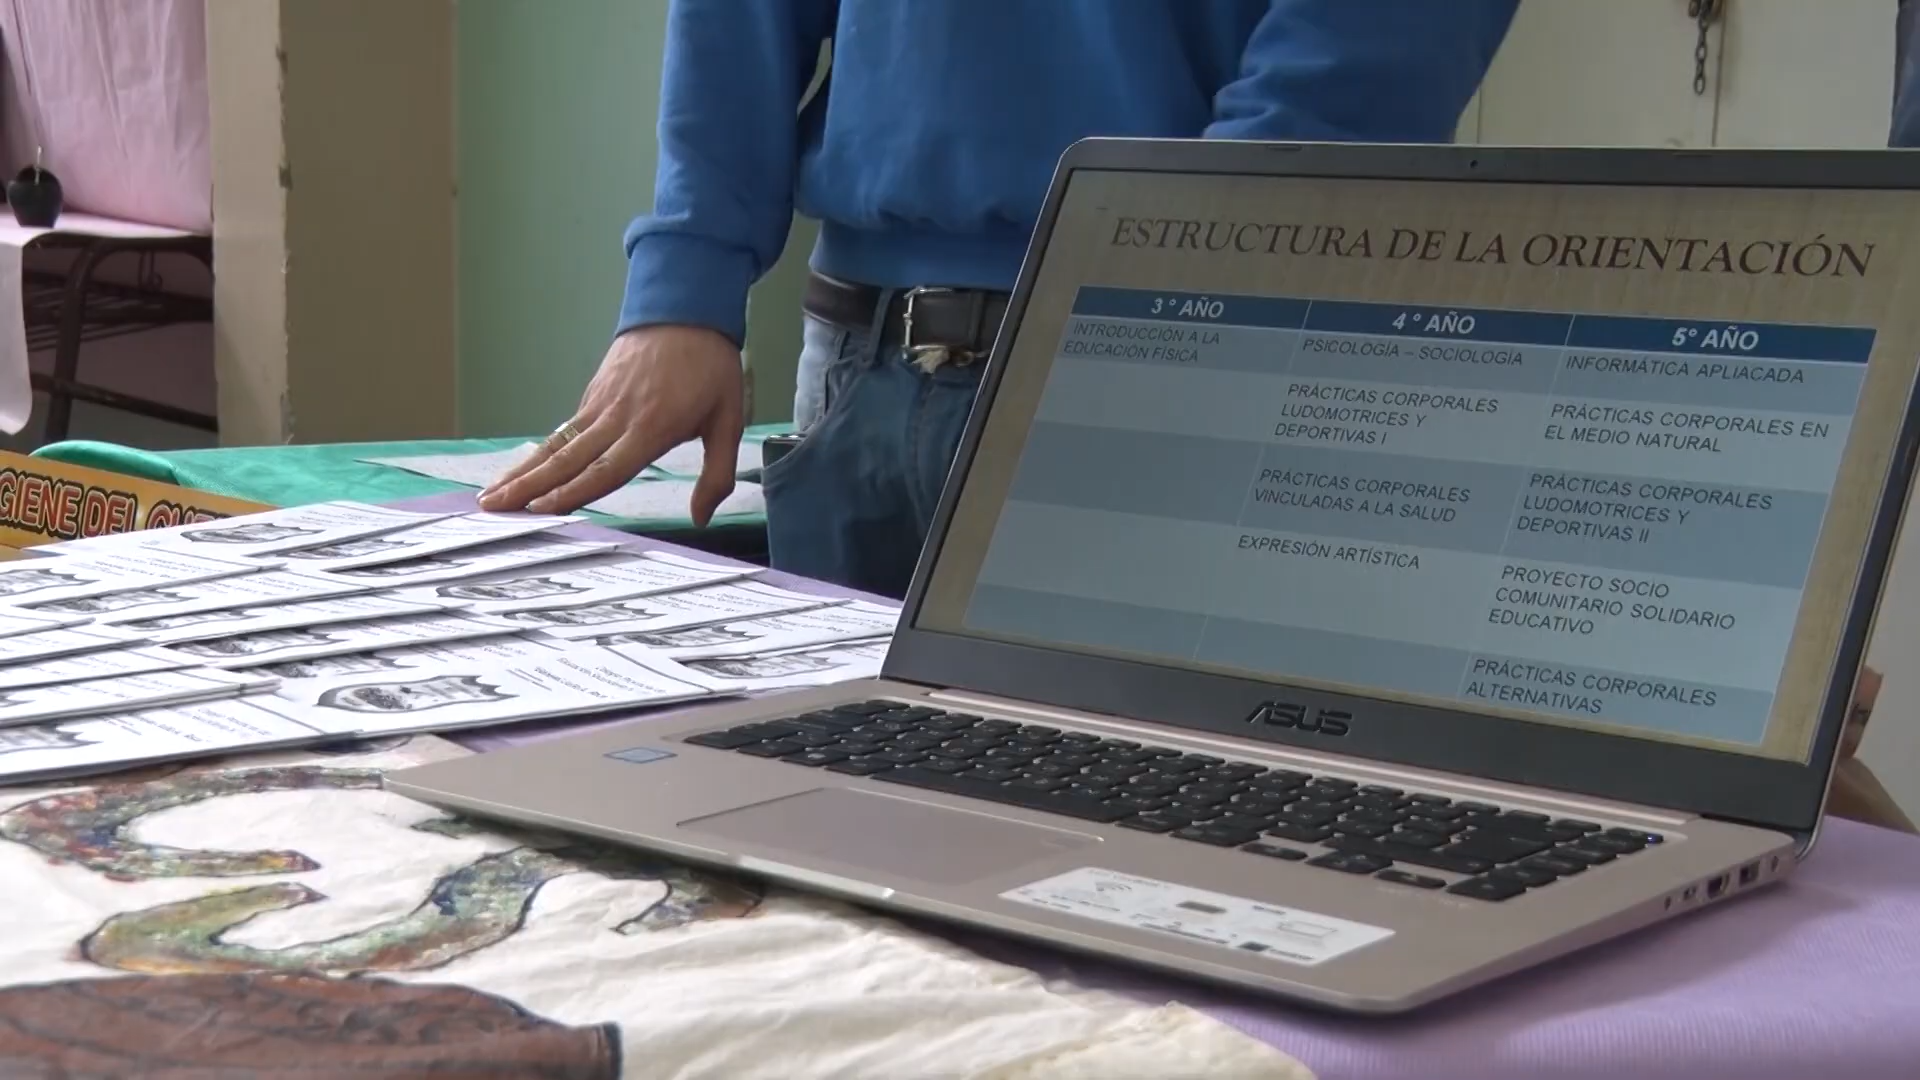 ESTRUCTURA DE LA ORIENTACIÓN
3° AÑO
4° AÑO
5° AÑO
INTRODUCCIÓN A LA
EDUCACIÓN FÍSICA
PSICOLOGÍA – SOCIOLOGÍA
INFORMÁTICA APLIACADA
PRÁCTICAS CORPORALES
LUDOMOTRICES Y
DEPORTIVAS I
PRÁCTICAS CORPORALES EN
EL MEDIO NATURAL
PRÁCTICAS CORPORALES
VINCULADAS A LA SALUD
PRÁCTICAS CORPORALES
LUDOMOTRICES Y
DEPORTIVAS II
EXPRESIÓN ARTÍSTICA
PROYECTO SOCIO
COMUNITARIO SOLIDARIO
EDUCATIVO
PRÁCTICAS CORPORALES
ALTERNATIVAS
ASUS
GIENE DEL